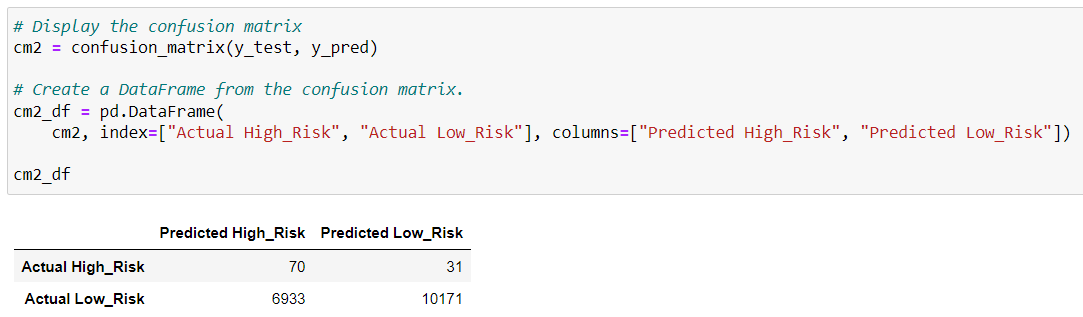 # Display the confusion matrix
cm2 = confusion_matrix(y_test, y_pred)
# Create a DataFrame from the confusion matrix.
cm2_df = pd.DataFrame(
    cm2, index=["Actual High_Risk", "Actual Low_Risk"], columns=["Predicted High_Risk", "Predicted Low_Risk"])
cm2_df
Predicted High_Risk Predicted Low_Risk
Actual High_Risk 70 31
Actual Low_Risk 6933 10171